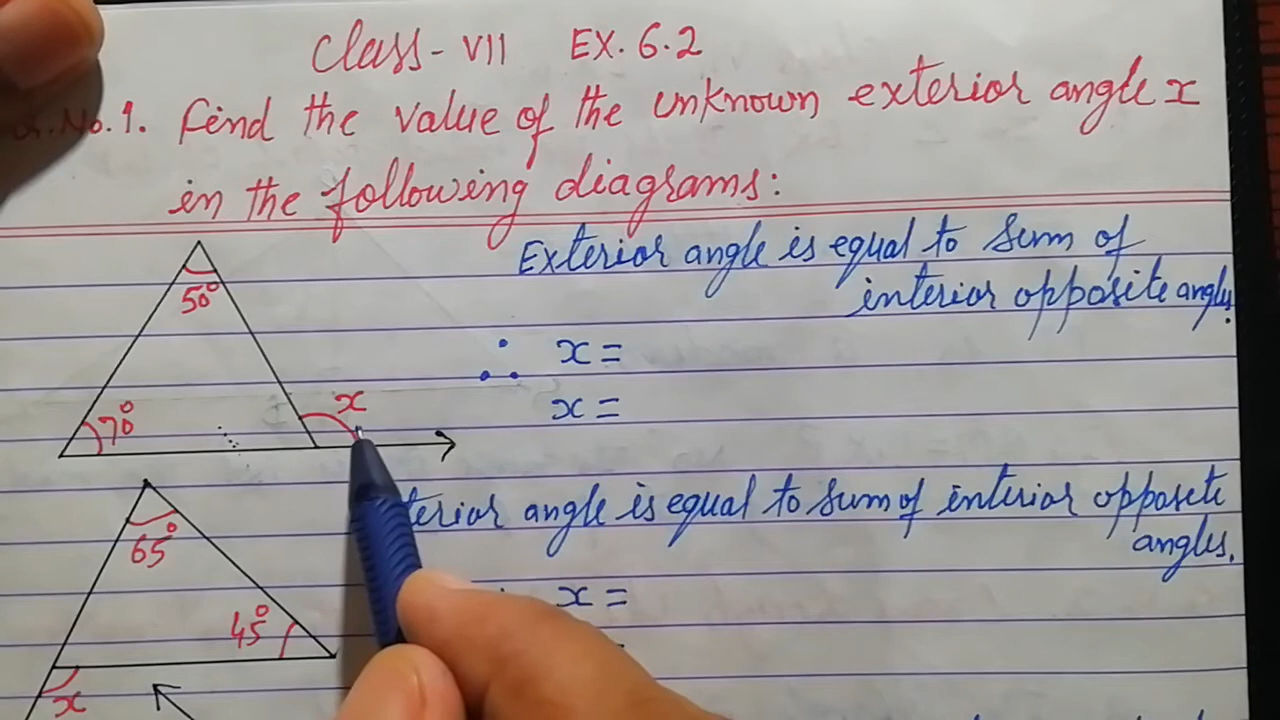 Class - VII EX. 6.2
No. 1. Find the value of the unknown exterior angle x
in the following diagrams:
Exterior angle is equal to sum of
interior opposite angles.
50°
∴ x =
x
x =
70°
terior angle is equal to sum of interior opposite
angles.
65°
x =
45°
x